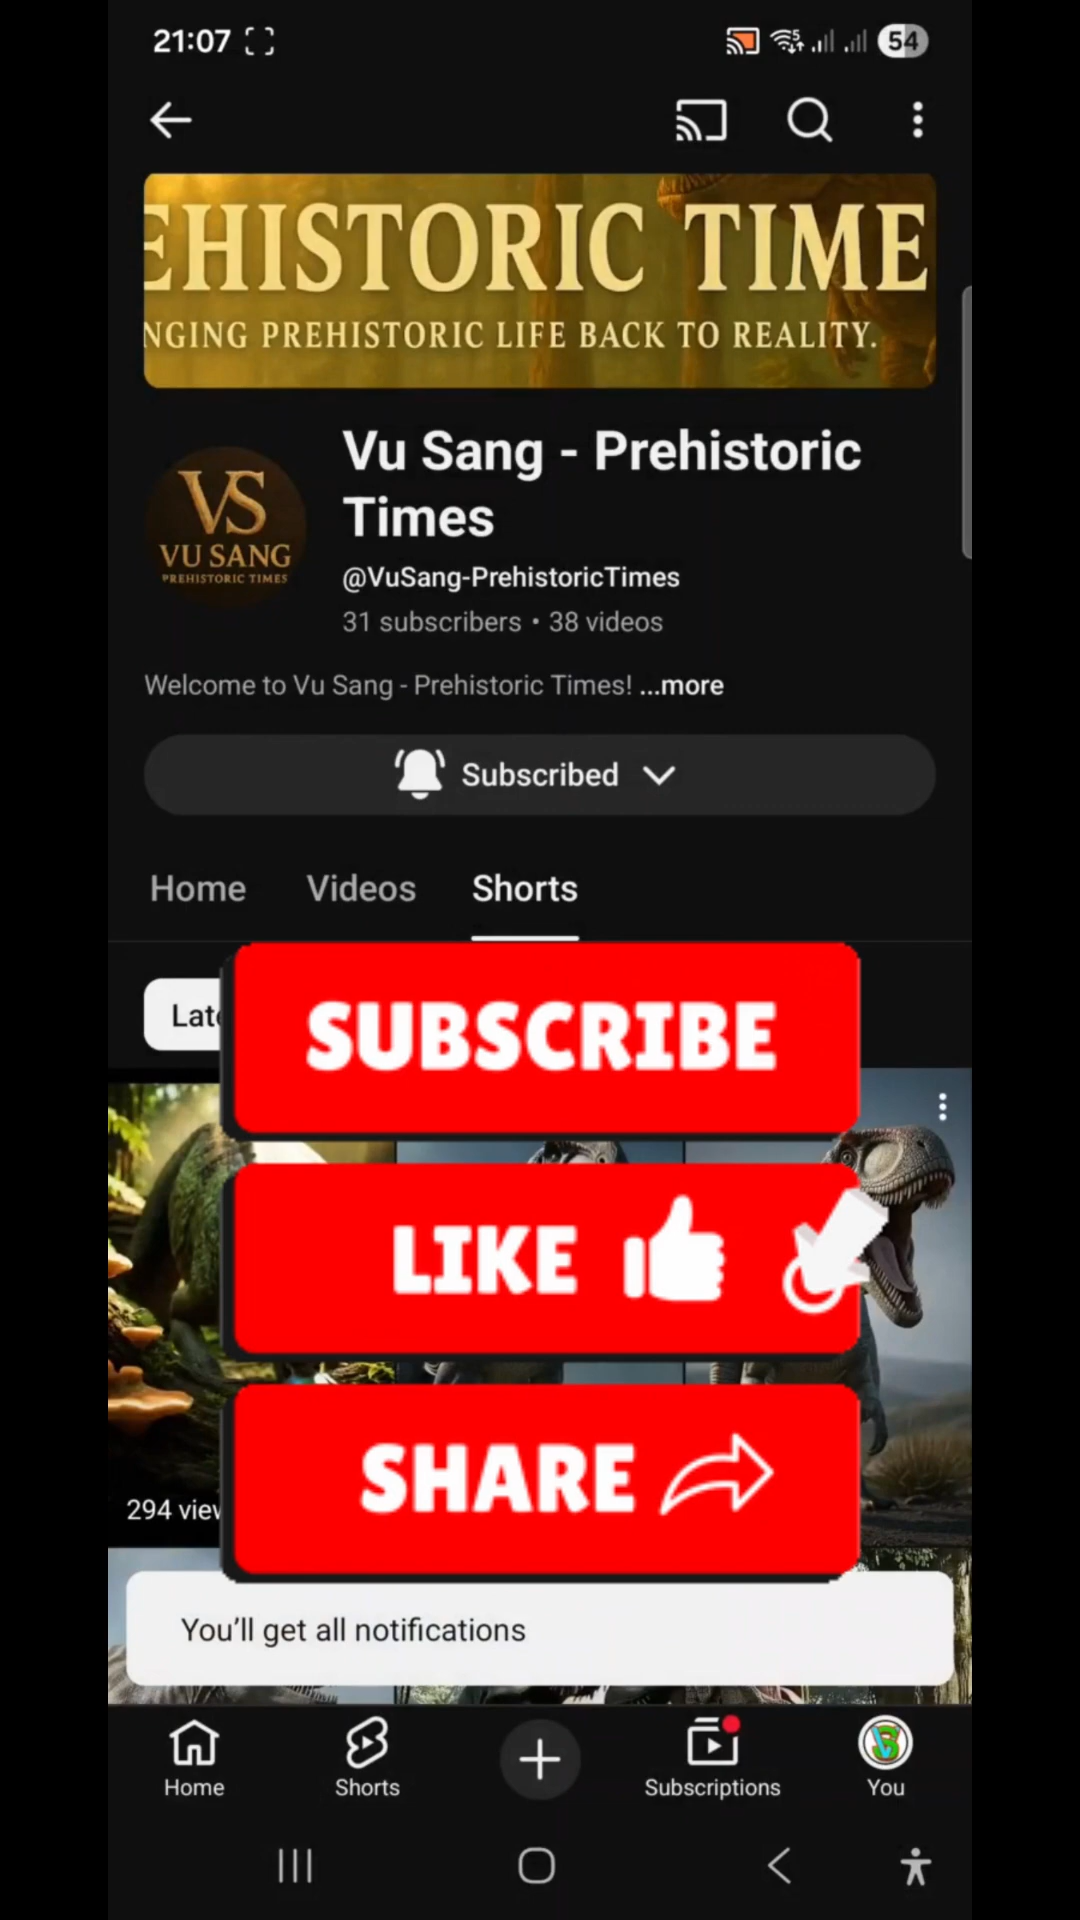 21:07
54
EHISTORIC TIME
NGING PREHISTORIC LIFE BACK TO REALITY.
VS
VU SANG
PREHISTORIC TIMES
Vu Sang - Prehistoric
Times
@VuSang-PrehistoricTimes
31 subscribers • 38 videos
Welcome to Vu Sang - Prehistoric Times! ...more
Subscribed
Home Videos Shorts
SUBSCRIBE
LIKE
SHARE
294
You'll get all notifications
Home Shorts Subscriptions You